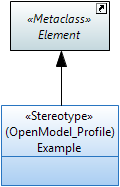 «Metaclass»
Element
«Stereotype»
(OpenModel_Profile)
Example